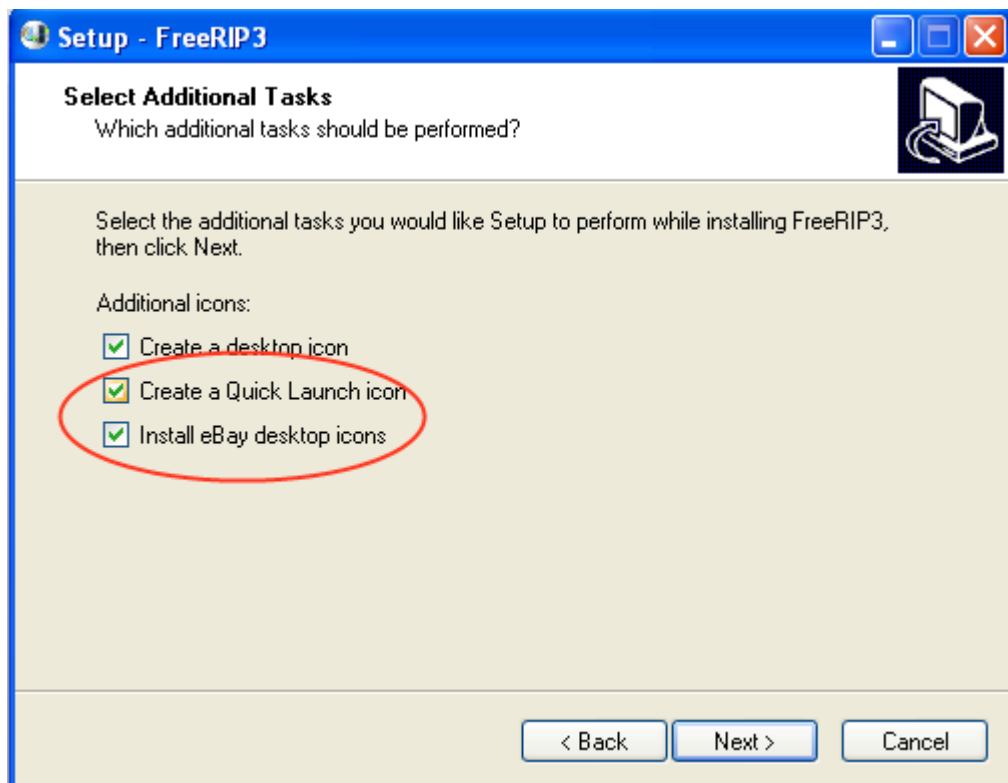 Setup - FreeRIP3
Select Additional Tasks
Which additional tasks should be performed?
Select the additional tasks you would like Setup to perform while installing FreeRIP3,
then click Next.
Additional icons:
Create a desktop icon
Create a Quick Launch icon
Install eBay desktop icons
< Back
Next >
Cancel